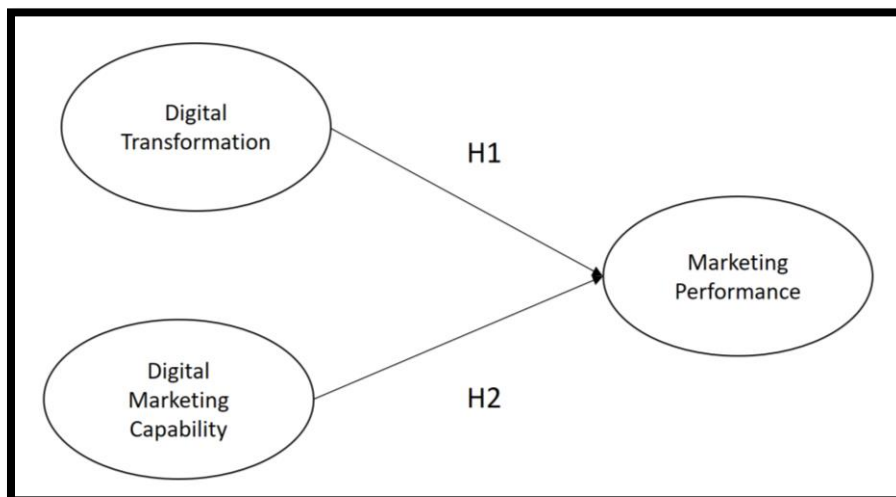 Digital
Transformation
H1
Marketing
Performance
Digital
Marketing
Capability
H2